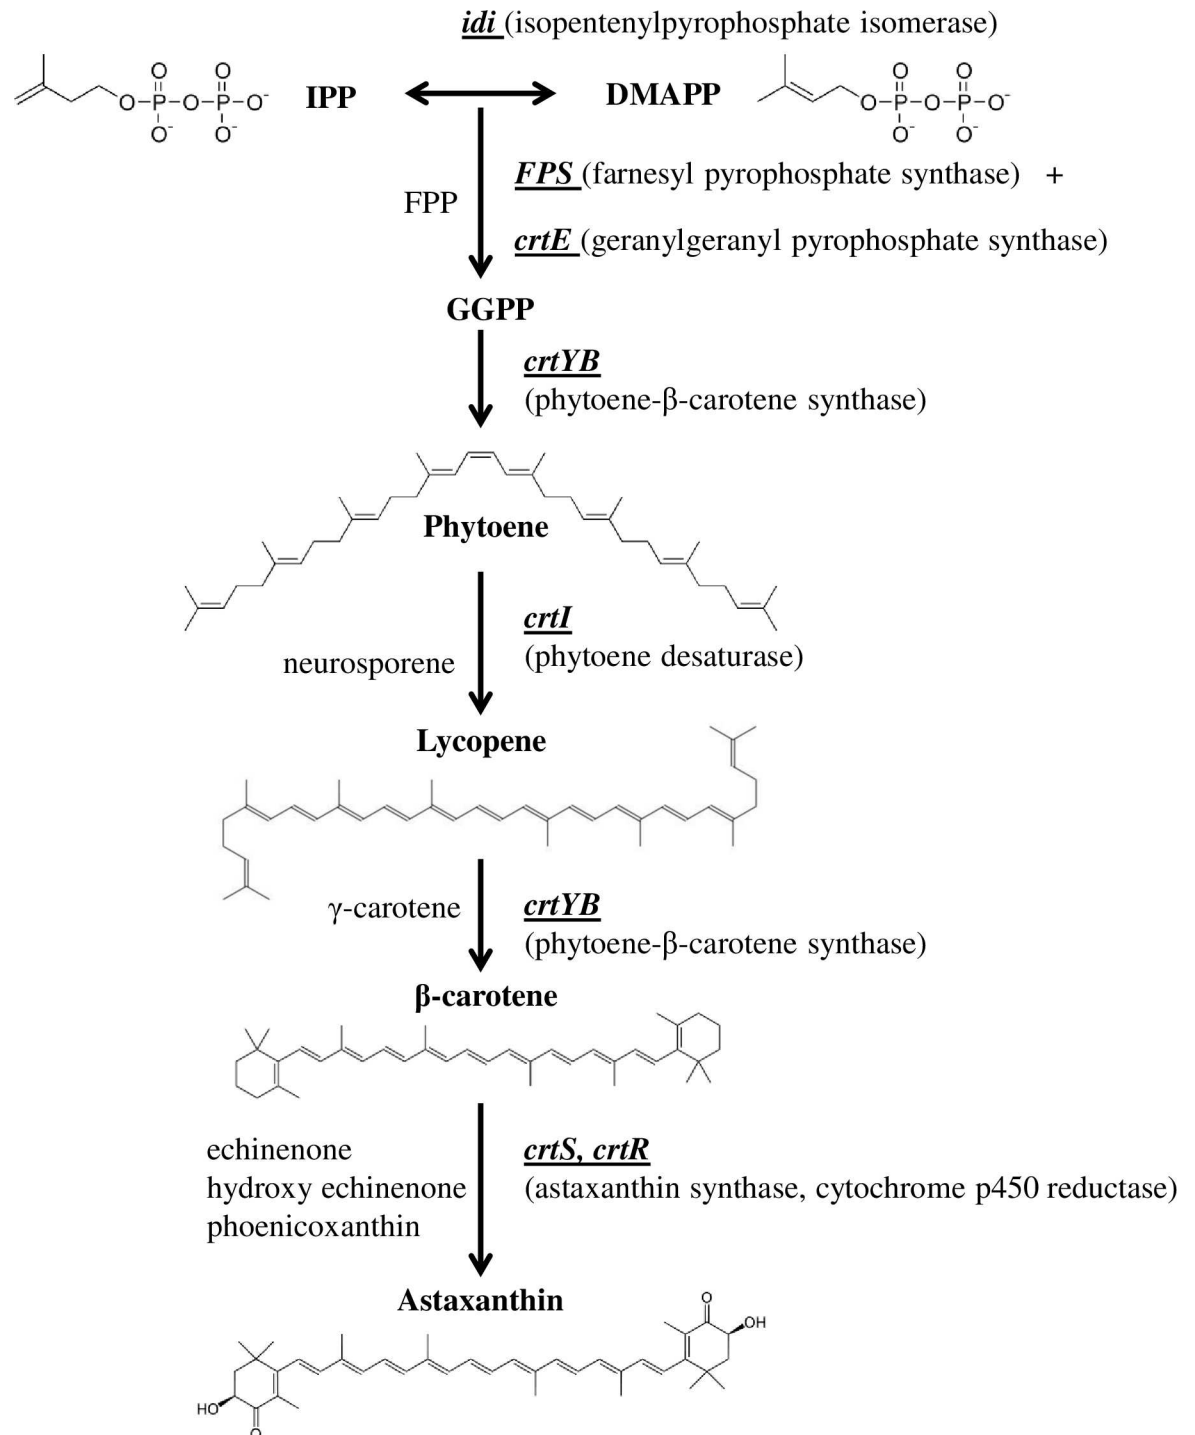 idi (isopentenylpyrophosphate isomerase)
IPP
DMAPP
O P O P O-
O O
O- O-
O P O P O-
O O
O- O-
FPP
FPS (farnesyl pyrophosphate synthase) +
crtE (geranylgeranyl pyrophosphate synthase)
GGPP
crtYB
(phytoene-β-carotene synthase)
Phytoene
crtI
(phytoene desaturase)
neurosporene
Lycopene
γ-carotene
crtYB
(phytoene-β-carotene synthase)
β-carotene
echinenone
hydroxy echinenone
phoenicoxanthin
crtS, crtR
(astaxanthin synthase, cytochrome p450 reductase)
Astaxanthin
O
OH
HO
O